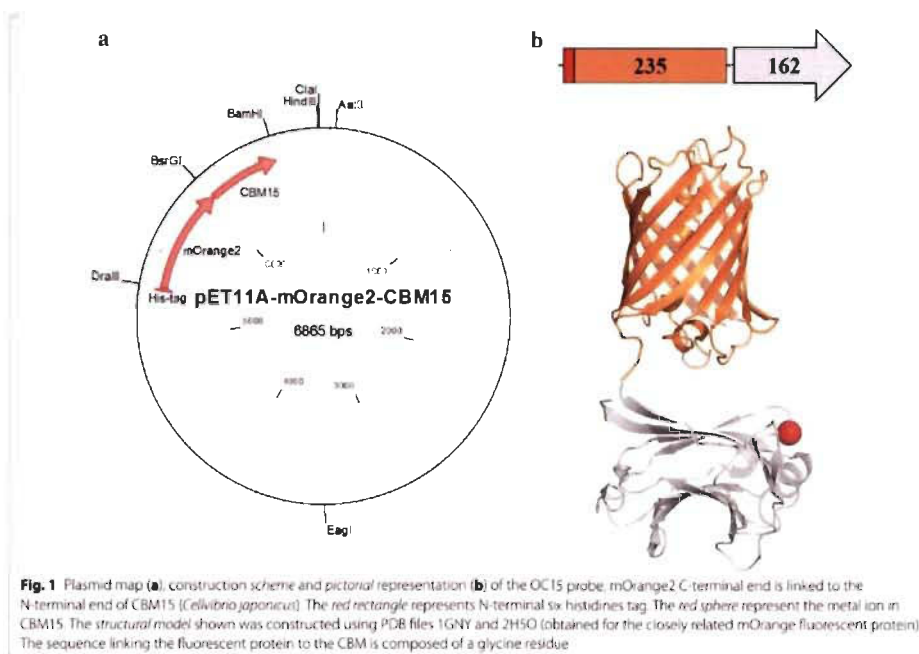 a
b
235
162
ClaI
HindIII
BamHI
BsrGI
CBM15
mOrange2
DraIII
His-tag
pET11A-mOrange2-CBM15
6865 bps
1000
2000
3000
4000
5000
6000
EagI
Fig. 1 Plasmid map (a), construction scheme and pictorial representation (b) of the OC15 probe. mOrange2 C-terminal end is linked to the
N-terminal end of CBM15 (Cellvibrio japonicus). The red rectangle represents N-terminal six histidines tag. The red sphere represent the metal ion in
CBM15. The structural model shown was constructed using PDB files 1GNY and 2H5O (obtained for the closely related mOrange fluorescent protein)
The sequence linking the fluorescent protein to the CBM is composed of a glycine residue